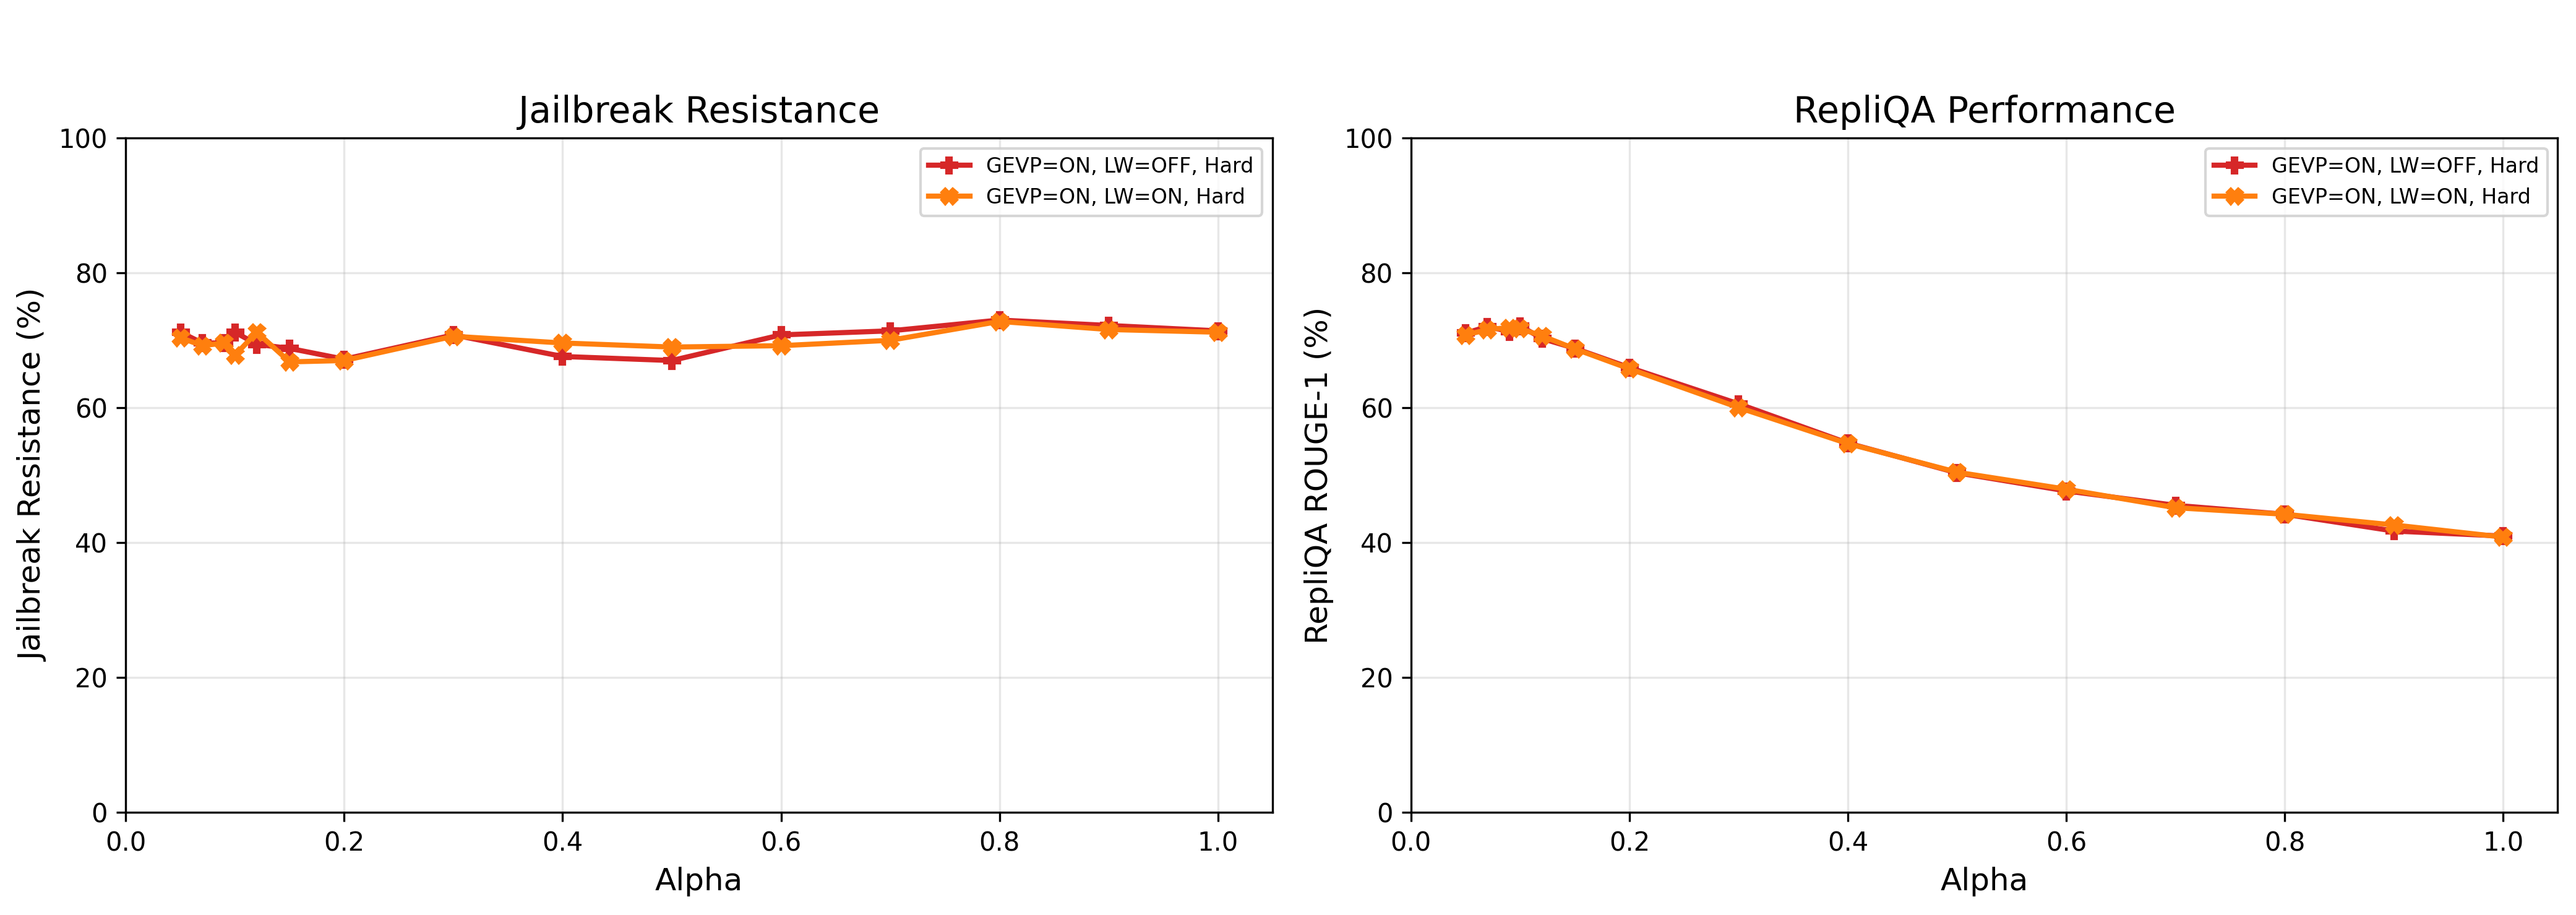 Jailbreak Resistance
Jailbreak Resistance (%)
100
80
60
40
20
0
0.0 0.2 0.4 0.6 0.8 1.0
Alpha
GEVP=ON, LW=OFF, Hard
GEVP=ON, LW=ON, Hard
RepliQA Performance
RepliQA ROUGE-1 (%)
100
80
60
40
20
0
0.0 0.2 0.4 0.6 0.8 1.0
Alpha
GEVP=ON, LW=OFF, Hard
GEVP=ON, LW=ON, Hard